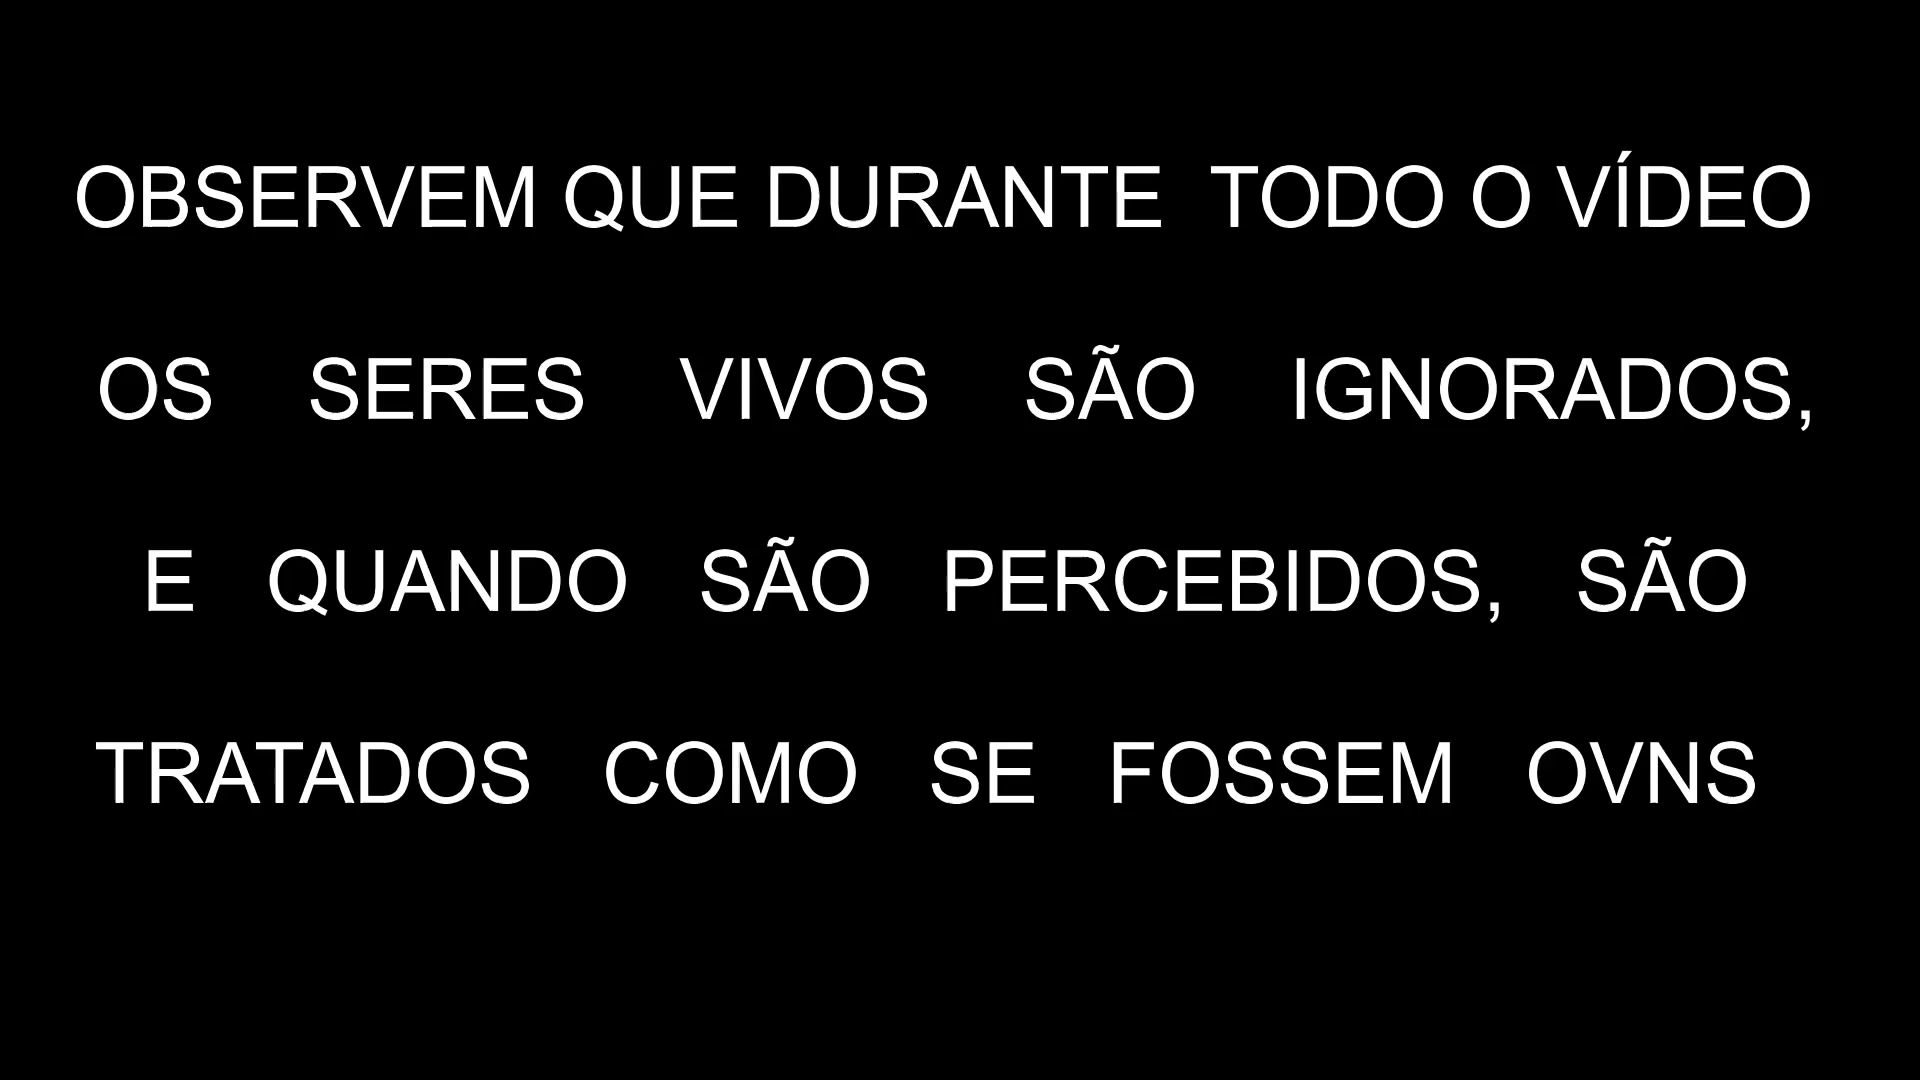 OBSERVEM QUE DURANTE TODO O VÍDEO
OS SERES VIVOS SÃO IGNORADOS,
E QUANDO SÃO PERCEBIDOS, SÃO
TRATADOS COMO SE FOSSEM OVNS